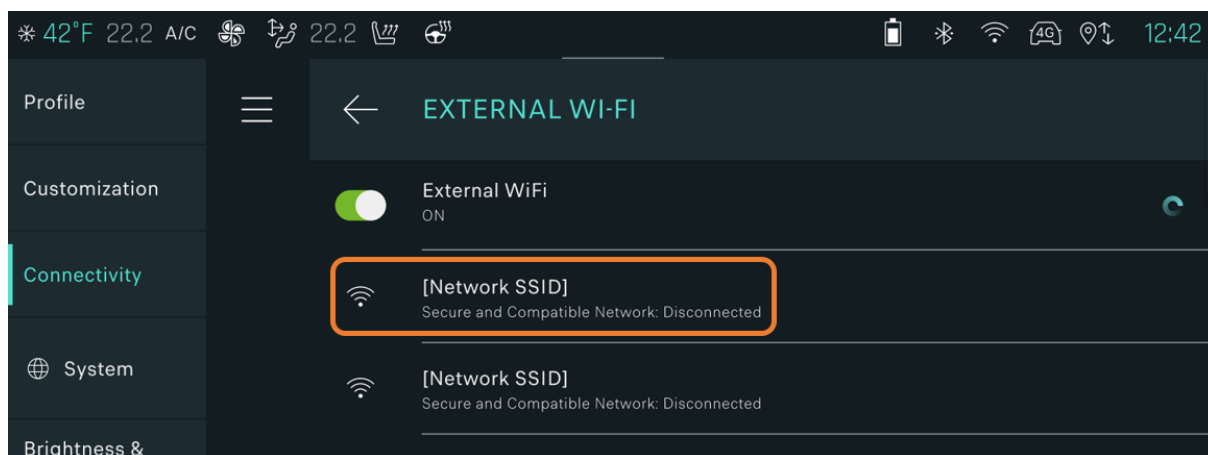 42°F 22.2 A/C 22.2 4G 12:42
Profile
EXTERNAL WI-FI
Customization
External WiFi
ON
Connectivity
[Network SSID]
Secure and Compatible Network: Disconnected
System
[Network SSID]
Secure and Compatible Network: Disconnected
Brightness &